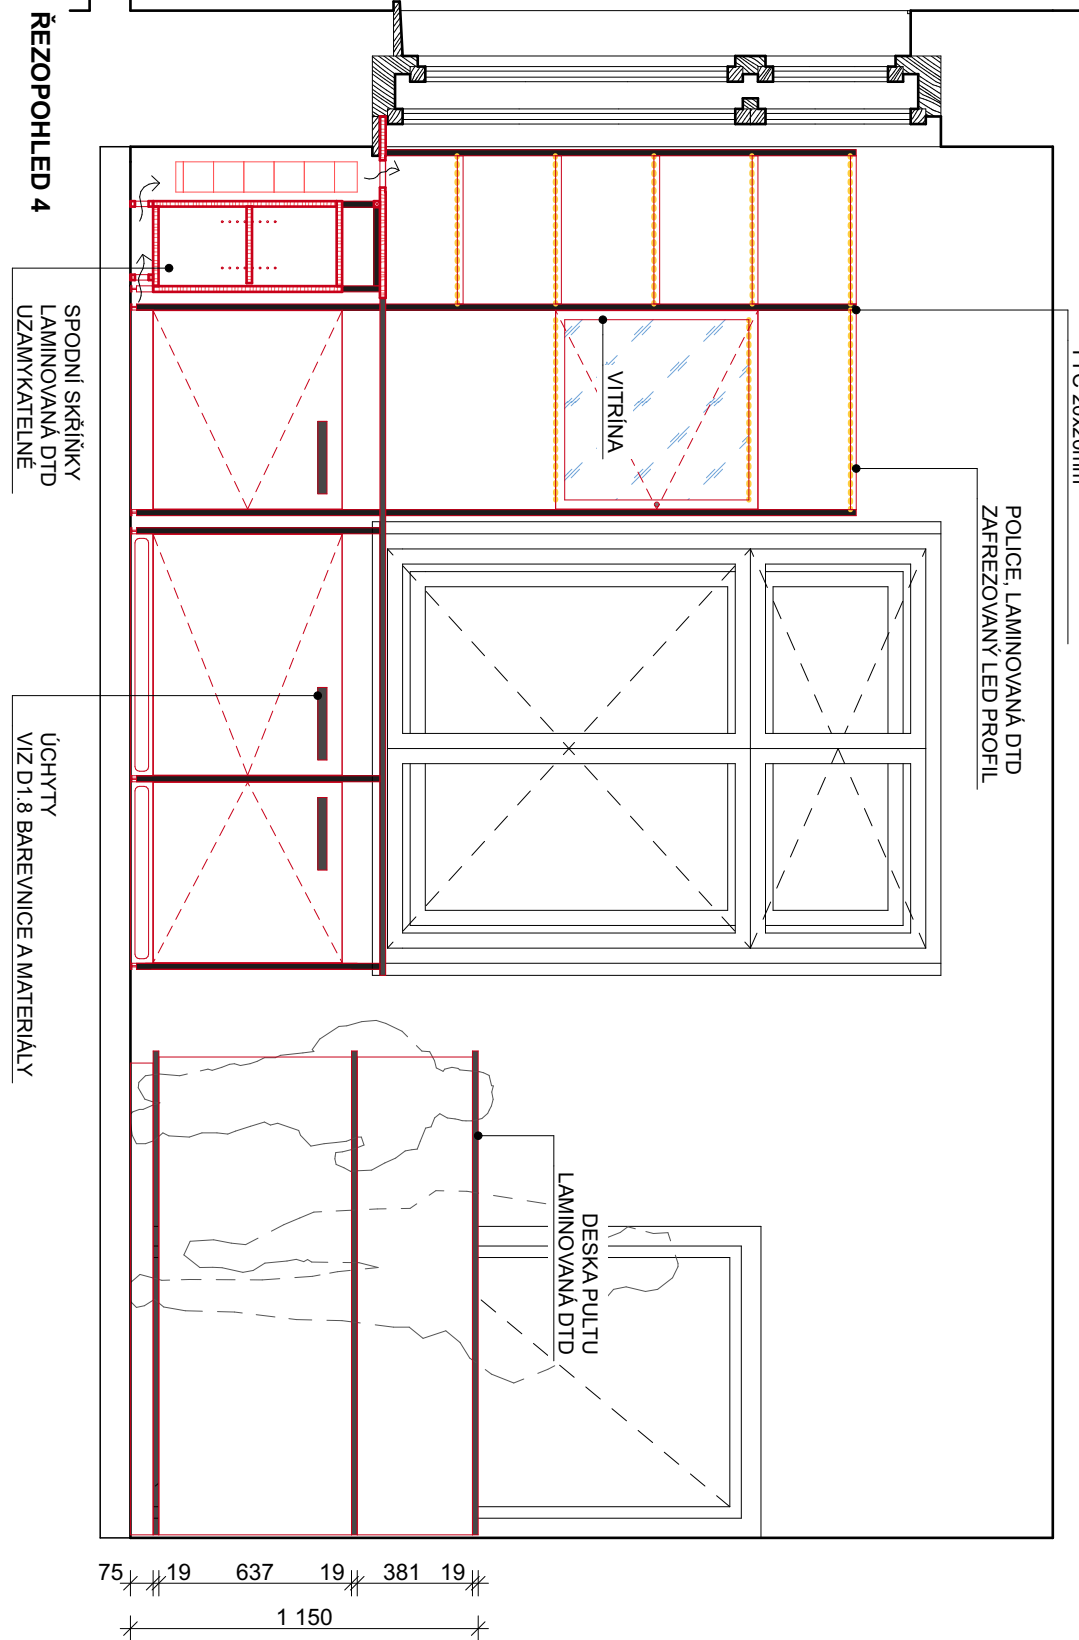 ŘEZOPOHLED 4
SPODNÍ SKŘÍŇKY
LAMINOVANÁ DTD
UZAMYKATELNÉ
VITRÍNA
POLICE, LAMINOVANÁ DTD
ZAFREZOVANÝ LED PROFIL
ÚCHYTY
VIZ D1.8 BAREVNICE A MATERIÁLY
DESKA PULTU
LAMINOVANÁ DTD
75 19 637 19 381 19
1 150